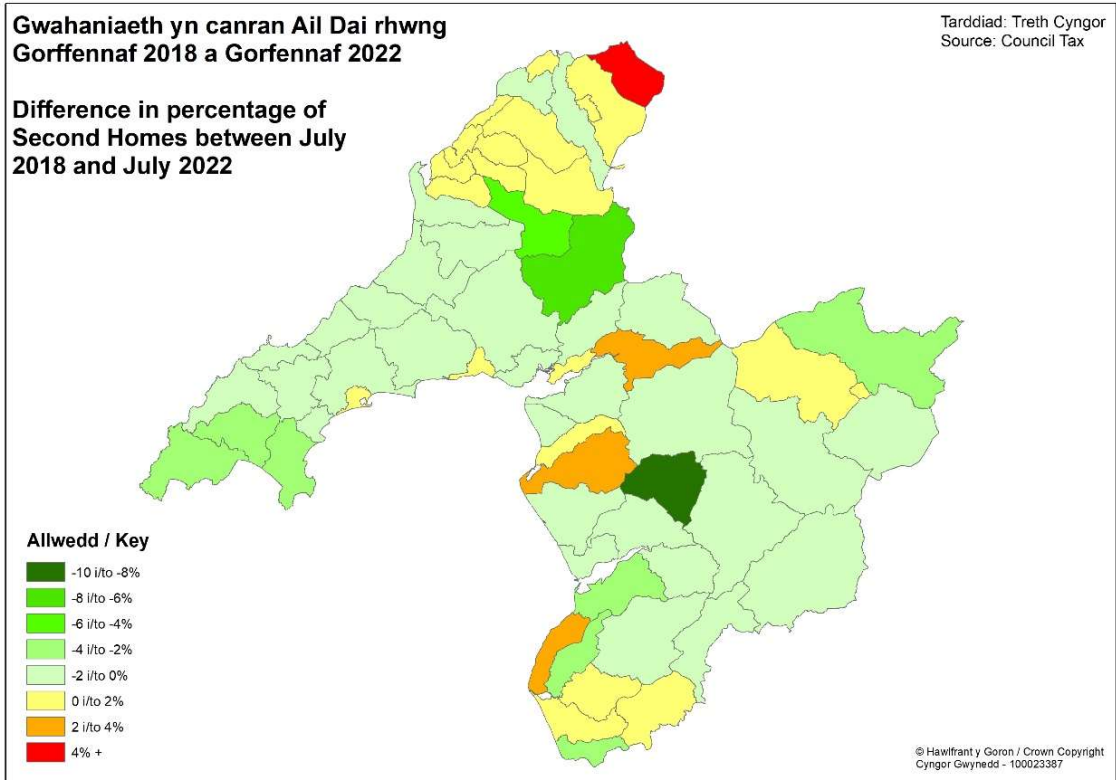 Gwahaniaeth yn canran Ail Dai rhwng
Gorffennaf 2018 a Gorfennaf 2022
Difference in percentage of
Second Homes between July
2018 and July 2022
Tarddiad: Treth Cyngor
Source: Council Tax
Allwedd / Key
-10 i/to -8%
-8 i/to -6%
-6 i/to -4%
-4 i/to -2%
-2 i/to 0%
0 i/to 2%
2 i/to 4%
4% +
© Hawlfrant y Goron / Crown Copyright
Cyngor Gwynedd - 100023387